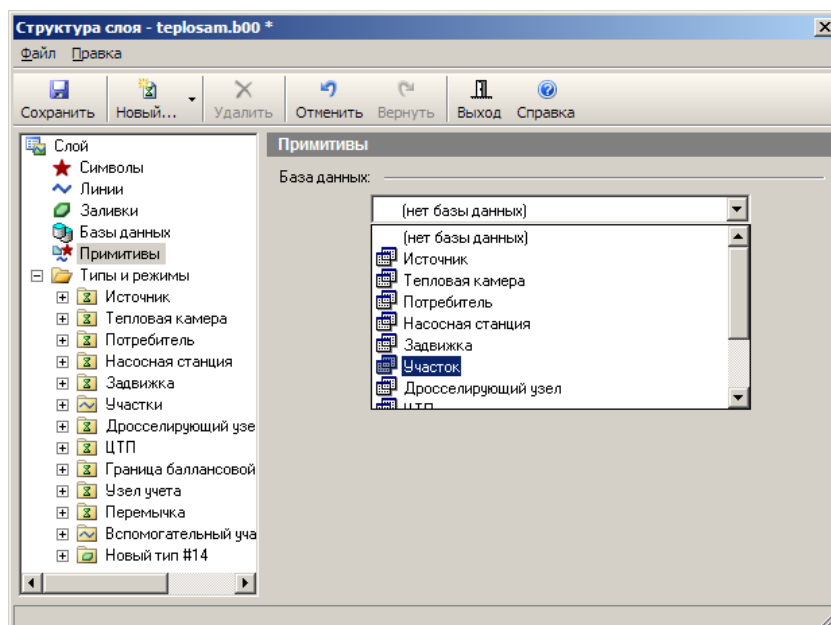 Структура слоя - teplosam.b00 *
Файл Правка
Сохранить Новый... Удалить Отменить Вернуть Выход Справка
Слой
Символы
Линии
Заливки
Базы данных
Примитивы
Типы и режимы
Источник
Тепловая камера
Потребитель
Насосная станция
Задвижка
Участки
Дросселирующий узе
ЦТП
Граница баллансовой
Узел учета
Перемычка
Вспомогательный уча
Новый тип #14
Примитивы
База данных:
(нет базы данных)
(нет базы данных)
Источник
Тепловая камера
Потребитель
Насосная станция
Задвижка
Участок
Дросселирующий узел
ЦТП